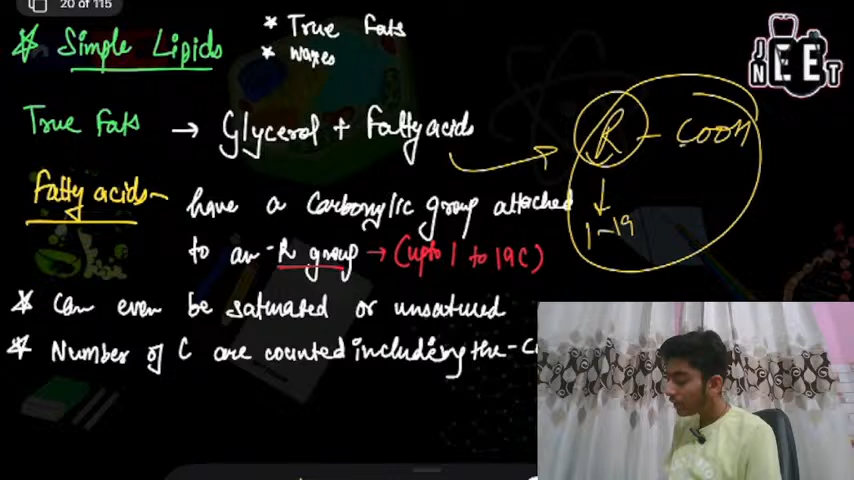 20 of 115
Simple Lipids
* True Fats
* Waxes
JD
NEET
True Fats → Glycerol + Fatty acids
R - COOH
1-19
Fatty acids - have a Carboxylic group attached
to an - R group → (upto 1 to 19C)
* Can even be saturated or unsatured
* Number of C are counted including the - C